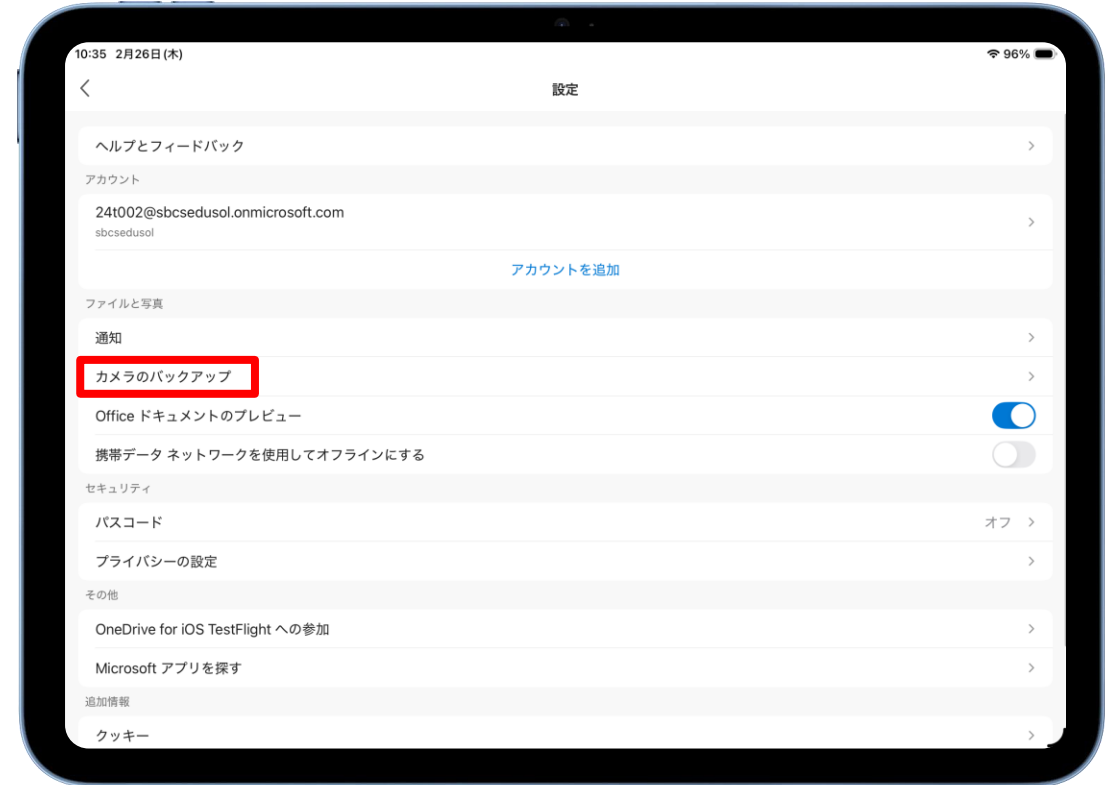 10:35 2月26日(木)
96%
設定
ヘルプとフィードバック
アカウント
24t002@sbcsedusol.onmicrosoft.com
sbcsedusol
アカウントを追加
ファイルと写真
通知
カメラのバックアップ
Office ドキュメントのプレビュー
携帯データ ネットワークを使用してオフラインにする
セキュリティ
パスコード オフ
プライバシーの設定
その他
OneDrive for iOS TestFlight への参加
Microsoft アプリを探す
追加情報
クッキー